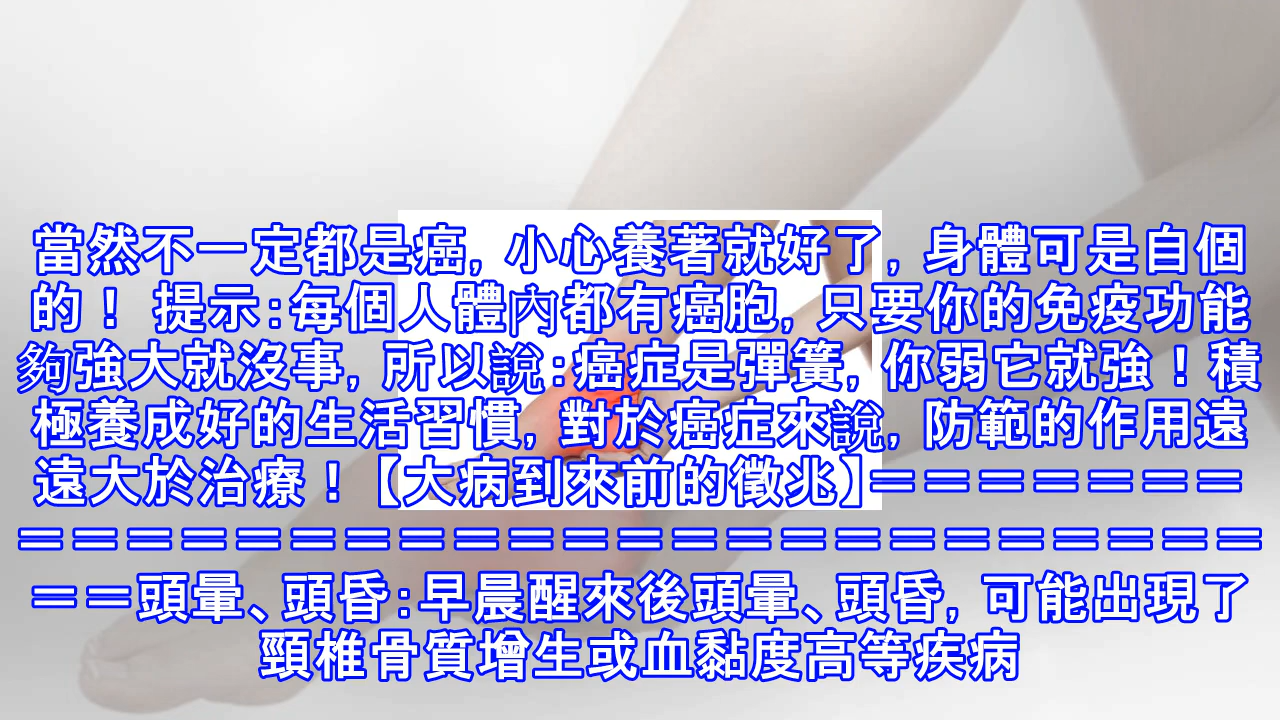 當然不一定都是癌, 小心養著就好了, 身體可是自個
的！ 提示:每個人體內都有癌胞, 只要你的免疫功能
夠強大就沒事, 所以說:癌症是彈簧, 你弱它就強！積
極養成好的生活習慣, 對於癌症來說, 防範的作用遠
遠大於治療！【大病到來前的徵兆】＝＝＝＝＝＝＝
＝＝＝＝＝＝＝＝＝＝＝＝＝＝＝＝＝＝＝＝＝＝＝
＝＝頭暈、頭昏:早晨醒來後頭暈、頭昏, 可能出現了
頸椎骨質增生或血黏度高等疾病